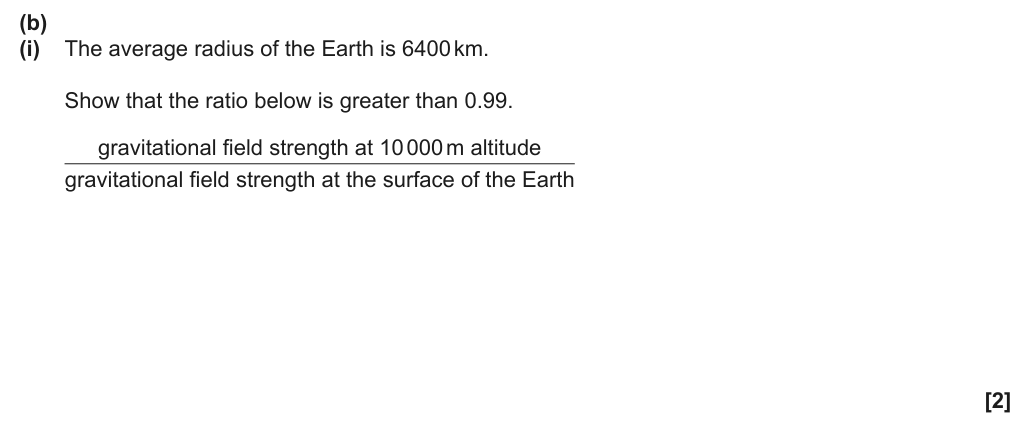 (b)
(i) The average radius of the Earth is 6400 km.
Show that the ratio below is greater than 0.99.
gravitational field strength at 10 000 m altitude
gravitational field strength at the surface of the Earth
[2]